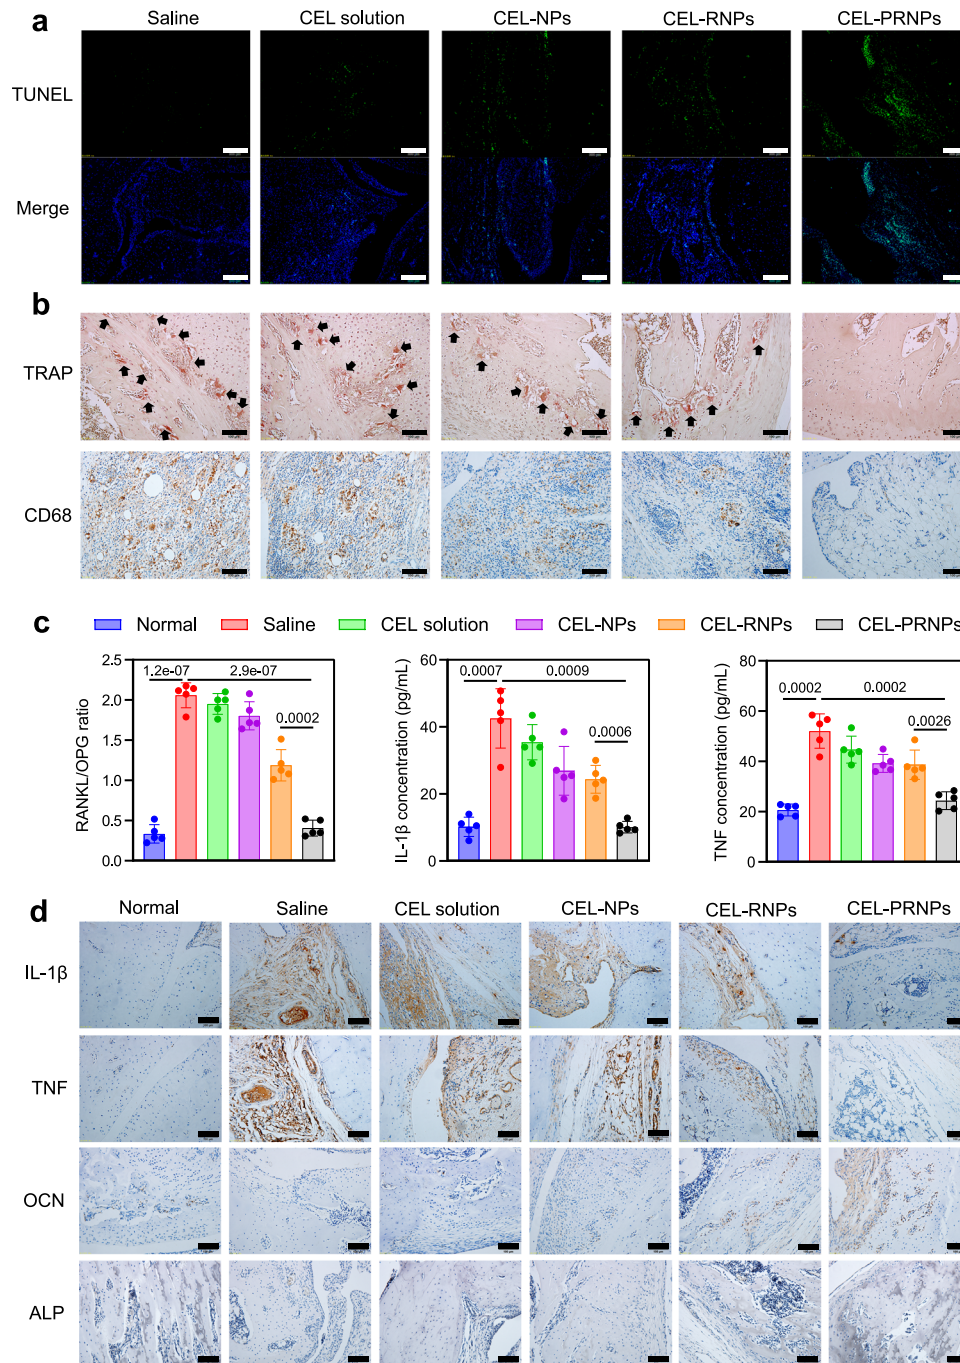 a
Saline CEL solution CEL-NPs CEL-RNPs CEL-PRNPs
TUNEL
Merge
b
TRAP
CD68
c
Normal Saline CEL solution CEL-NPs CEL-RNPs CEL-PRNPs
RANKL/OPG ratio
2.5
2.0
1.5
1.0
0.5
0.0
1.2e-07 2.9e-07
0.0002
IL-1β concentration (pg/mL)
60
40
20
0
0.0007 0.0009
0.0006
TNF concentration (pg/mL)
80
60
40
20
0
0.0002 0.0002
0.0026
d
Normal Saline CEL solution CEL-NPs CEL-RNPs CEL-PRNPs
IL-1β
TNF
OCN
ALP